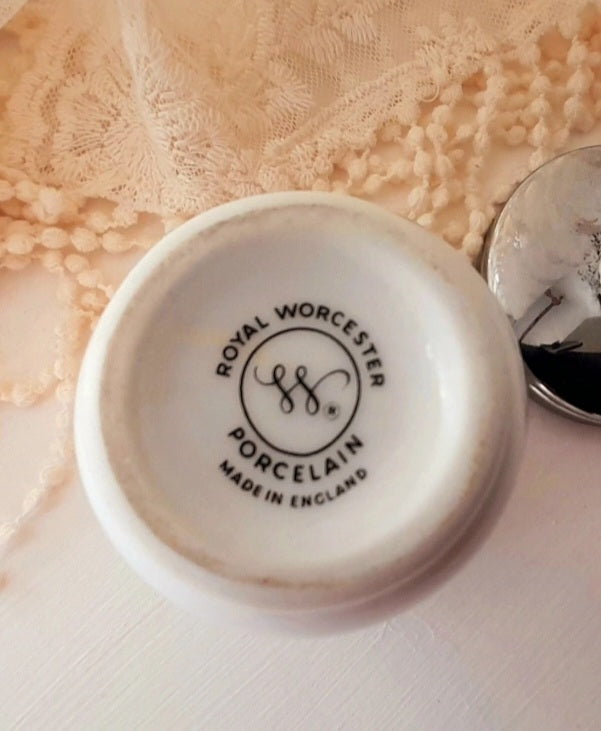 ROYAL WORCESTER
W®
PORCELAIN
MADE IN ENGLAND